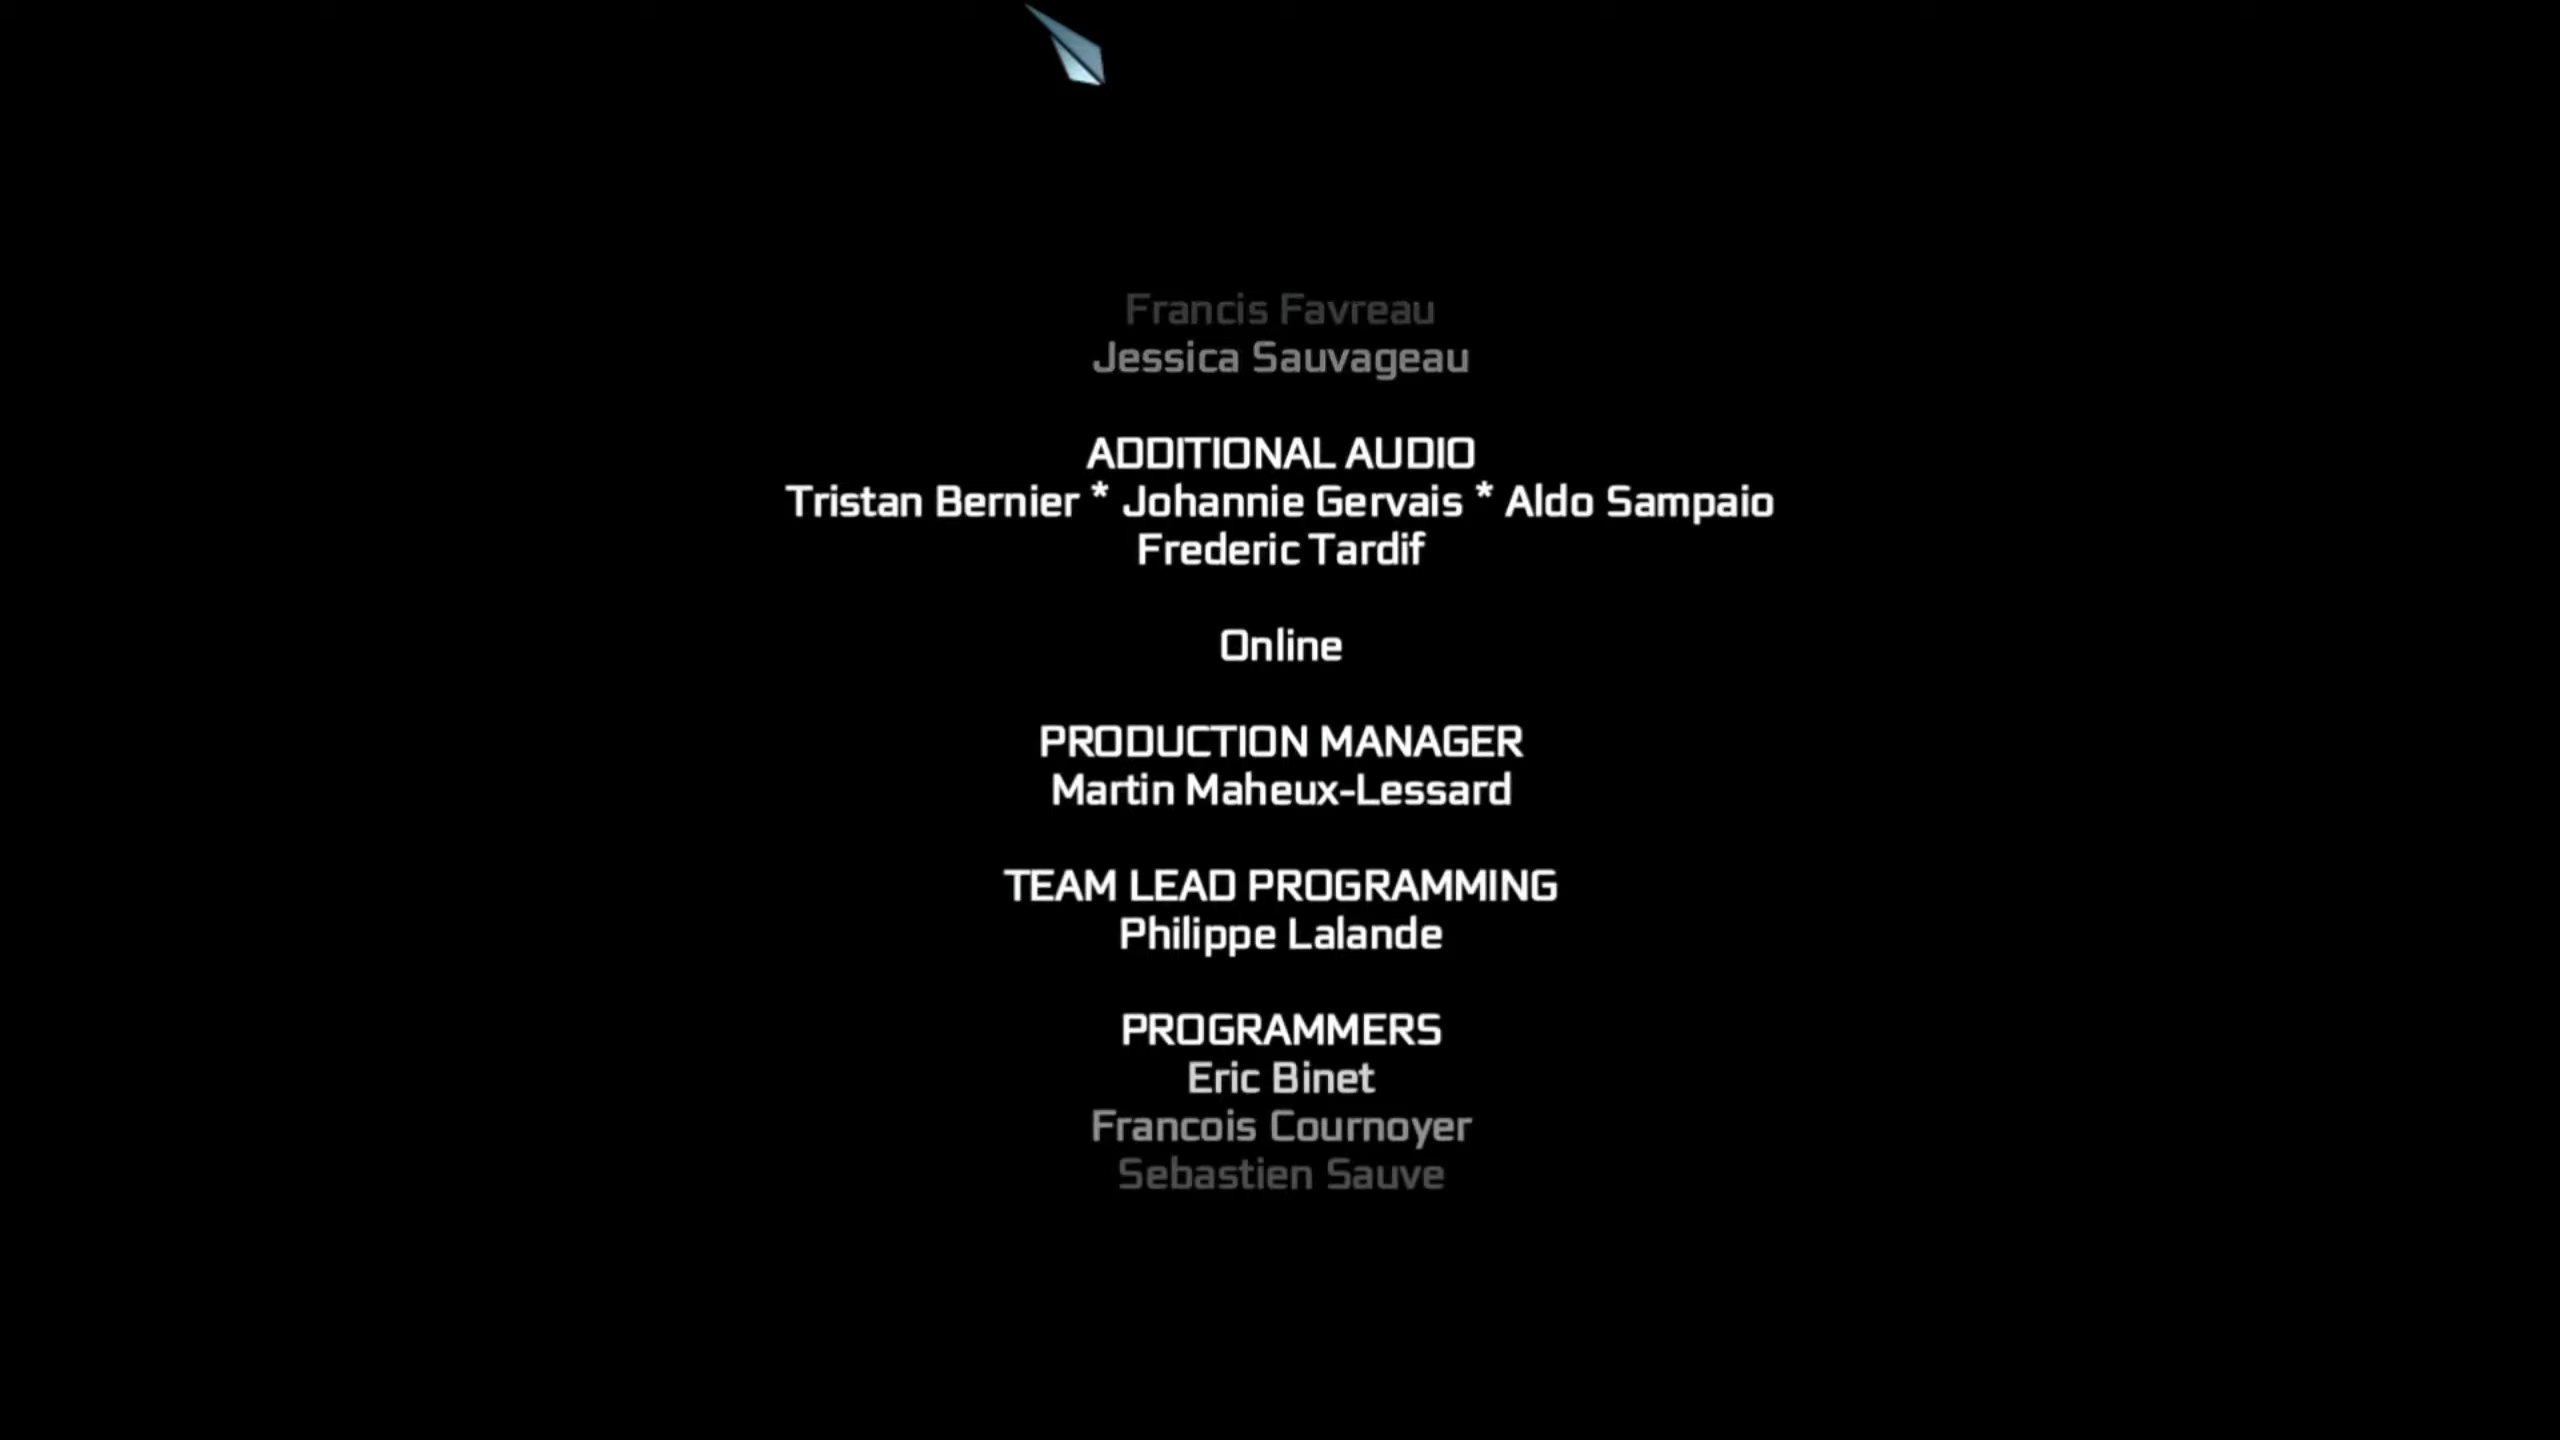 Francis Favreau
Jessica Sauvageau
ADDITIONAL AUDIO
Tristan Bernier * Johannie Gervais * Aldo Sampaio
Frederic Tardif
Online
PRODUCTION MANAGER
Martin Maheux-Lessard
TEAM LEAD PROGRAMMING
Philippe Lalande
PROGRAMMERS
Eric Binet
Francois Cournoyer
Sebastien Sauve